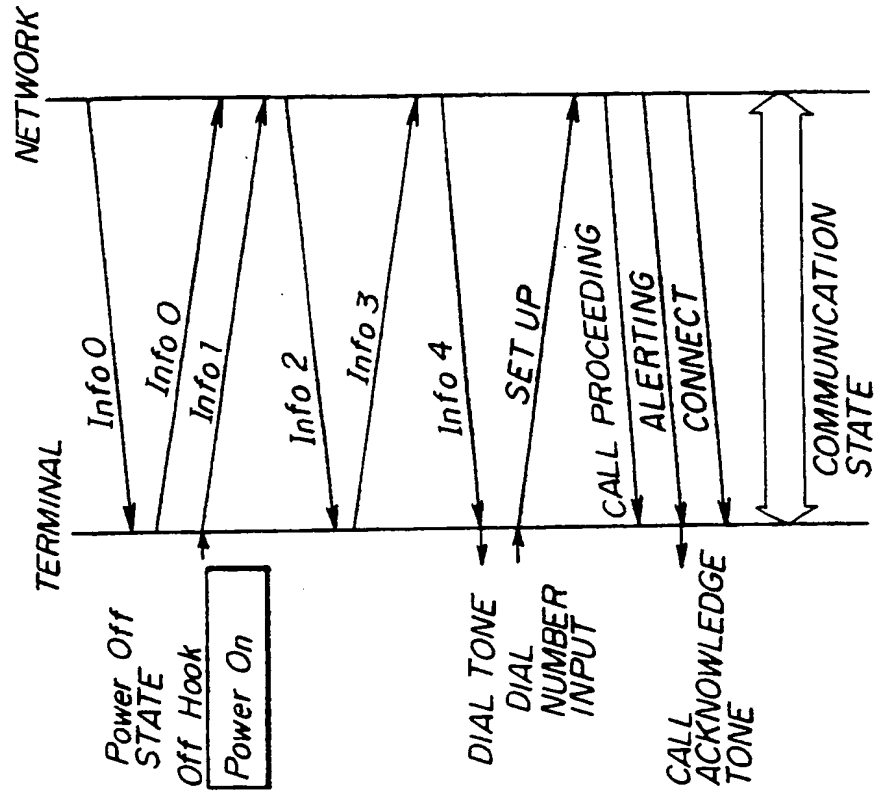 TERMINAL
NETWORK
Power Off
STATE
Off Hook
Power On
Info 0
Info 0
Info 1
Info 2
Info 3
Info 4
DIAL TONE
DIAL
NUMBER
INPUT
SET UP
CALL PROCEEDING
ALERTING
CONNECT
CALL
ACKNOWLEDGE
TONE
COMMUNICATION
STATE